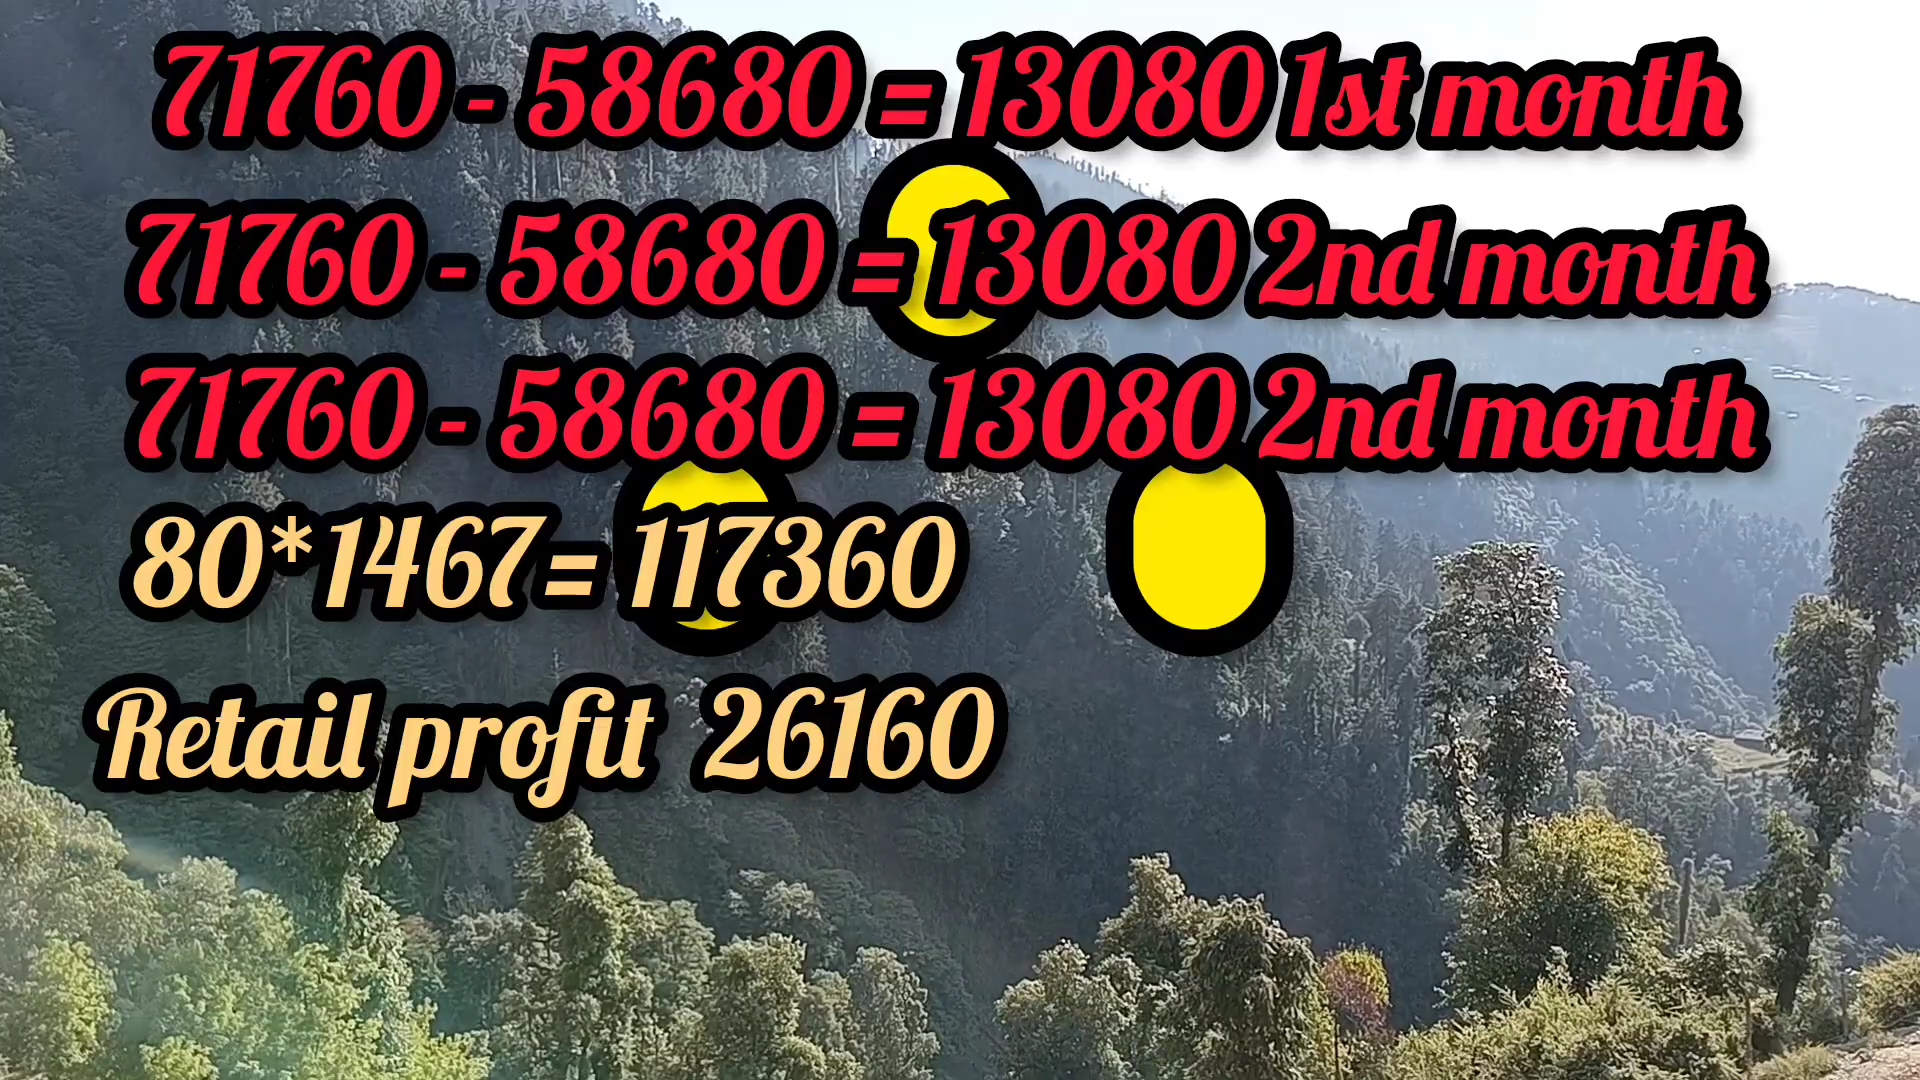 71760 - 58680 = 13080 1st month
71760 - 58680 = 13080 2nd month
71760 - 58680 = 13080 2nd month
80*1467= 117360
Retail profit 26160